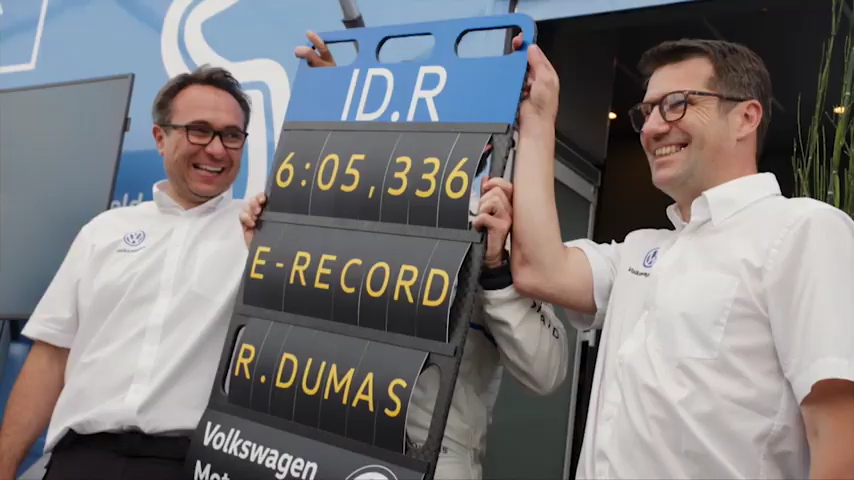 ID.R
6:05,336
E-RECORD
R.DUMAS
Volkswagen